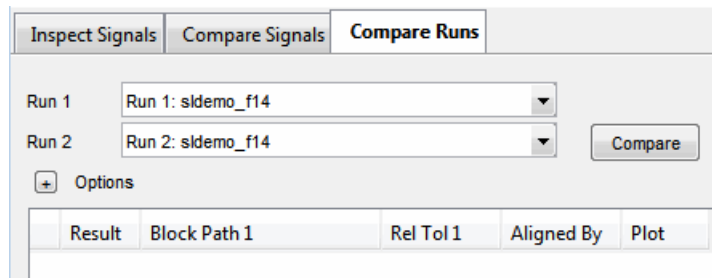 Inspect Signals Compare Signals Compare Runs
Run 1 Run 1: sldemo_f14
Run 2 Run 2: sldemo_f14 Compare
+ Options
Result Block Path 1 Rel Tol 1 Aligned By Plot